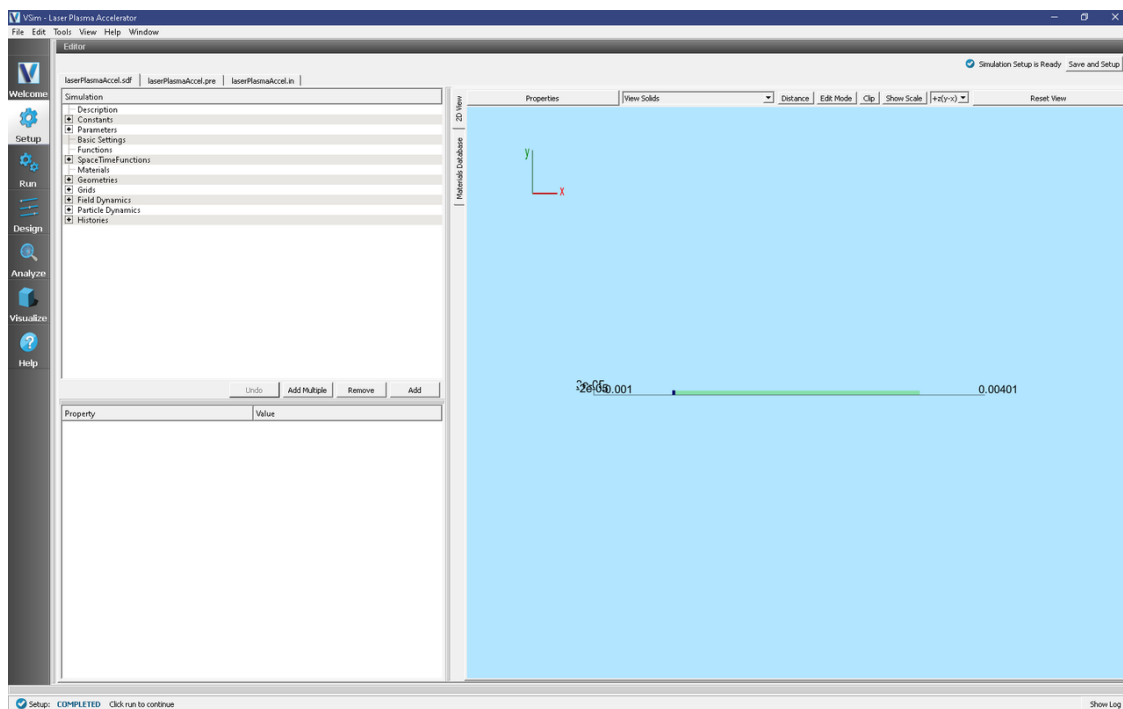 VSim - Laser Plasma Accelerator
File Edit Tools View Help Window
Editor
Simulation Setup is Ready Save and Setup
laserPlasmaAccel.sdf laserPlasmaAccel.pre laserPlasmaAccel.in
Welcome
Setup
Run
Design
Analyze
Visualize
Help
Simulation
Description
Constants
Parameters
Basic Settings
Functions
SpaceTimeFunctions
Materials
Geometries
Grids
Field Dynamics
Particle Dynamics
Histories
Undo Add Multiple Remove Add
Property Value
2D View
Materials Database
Properties View Solids Distance Edit Mode Clip Show Scale +z(y-x) Reset View
y
x
0.00401
Setup: COMPLETED Click run to continue
Show Log